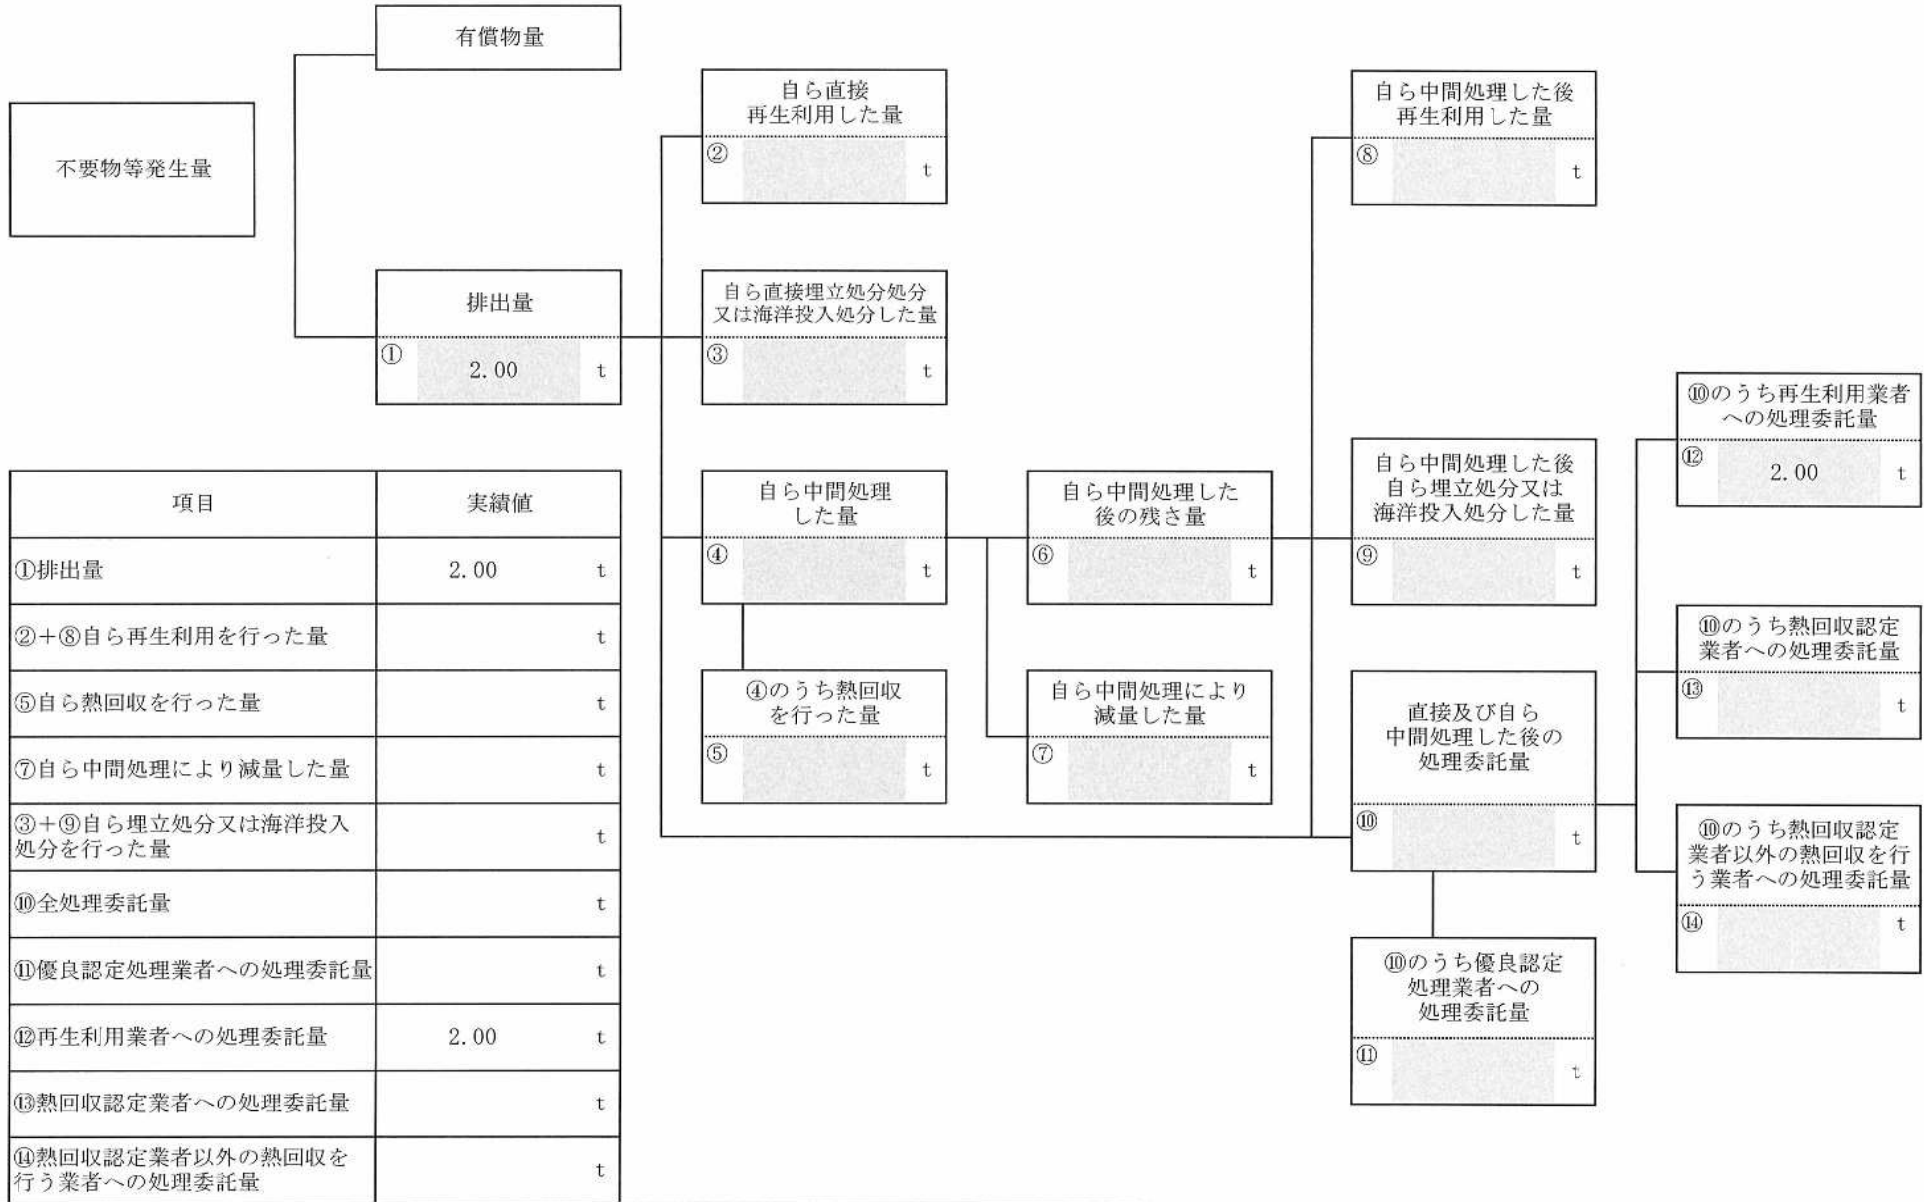 有償物量
不要物等発生量
排出量
① 2.00 t
自ら直接
再生利用した量
② t
自ら直接埋立処分処分
又は海洋投入処分した量
③ t
自ら中間処理
した量
④ t
④のうち熱回収
を行った量
⑤ t
自ら中間処理した
後の残さ量
⑥ t
自ら中間処理により
減量した量
⑦ t
自ら中間処理した後
再生利用した量
⑧ t
自ら中間処理した後
自ら埋立処分又は
海洋投入処分した量
⑨ t
直接及び自ら
中間処理した後の
処理委託量
⑩ t
⑩のうち優良認定
処理業者への
処理委託量
⑪ t
⑩のうち再生利用業者
への処理委託量
⑫ 2.00 t
⑩のうち熱回収認定
業者への処理委託量
⑬ t
⑩のうち熱回収認定
業者以外の熱回収を行
う業者への処理委託量
⑭ t
項目 実績値
①排出量 2.00 t
②+⑧自ら再生利用を行った量 t
⑤自ら熱回収を行った量 t
⑦自ら中間処理により減量した量 t
③+⑨自ら埋立処分又は海洋投入
処分を行った量 t
⑩全処理委託量 t
⑪優良認定処理業者への処理委託量 t
⑫再生利用業者への処理委託量 2.00 t
⑬熱回収認定業者への処理委託量 t
⑭熱回収認定業者以外の熱回収を
行う業者への処理委託量 t